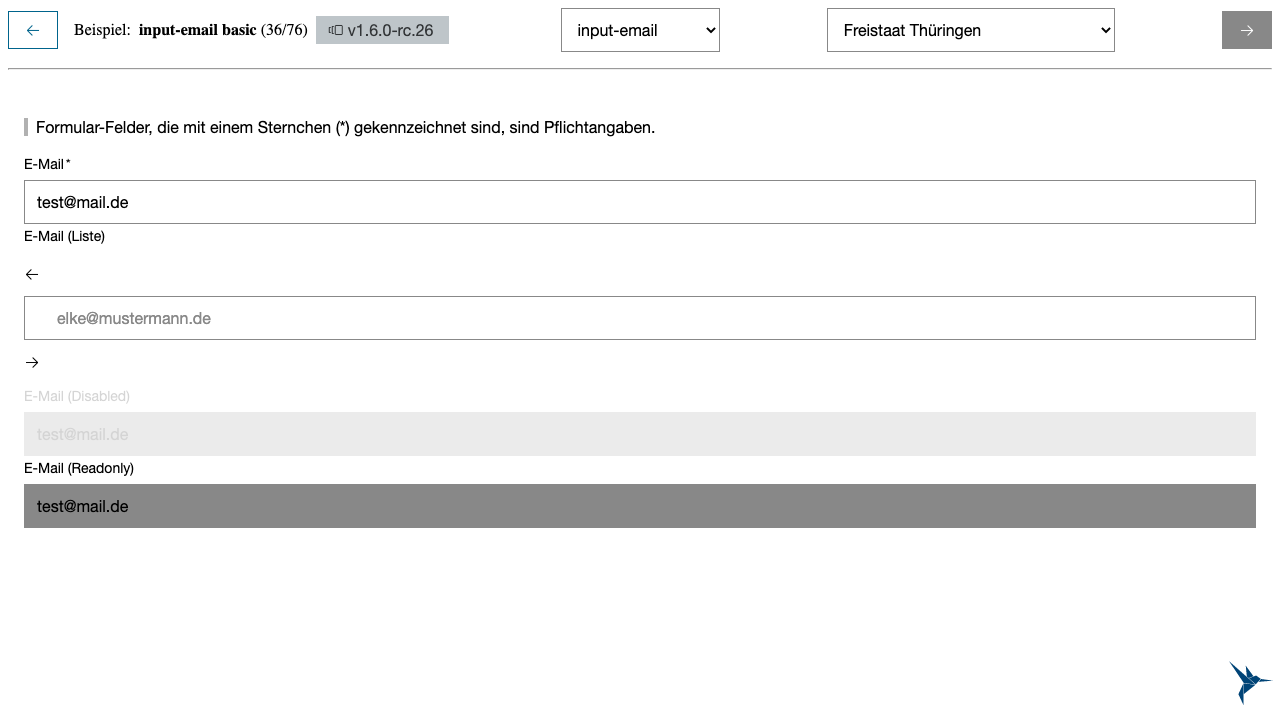 Beispiel: input-email basic (36/76) v1.6.0-rc.26 input-email Freistaat Thüringen
Formular-Felder, die mit einem Sternchen (*) gekennzeichnet sind, sind Pflichtangaben.
E-Mail*
test@mail.de
E-Mail (Liste)
elke@mustermann.de
E-Mail (Disabled)
test@mail.de
E-Mail (Readonly)
test@mail.de